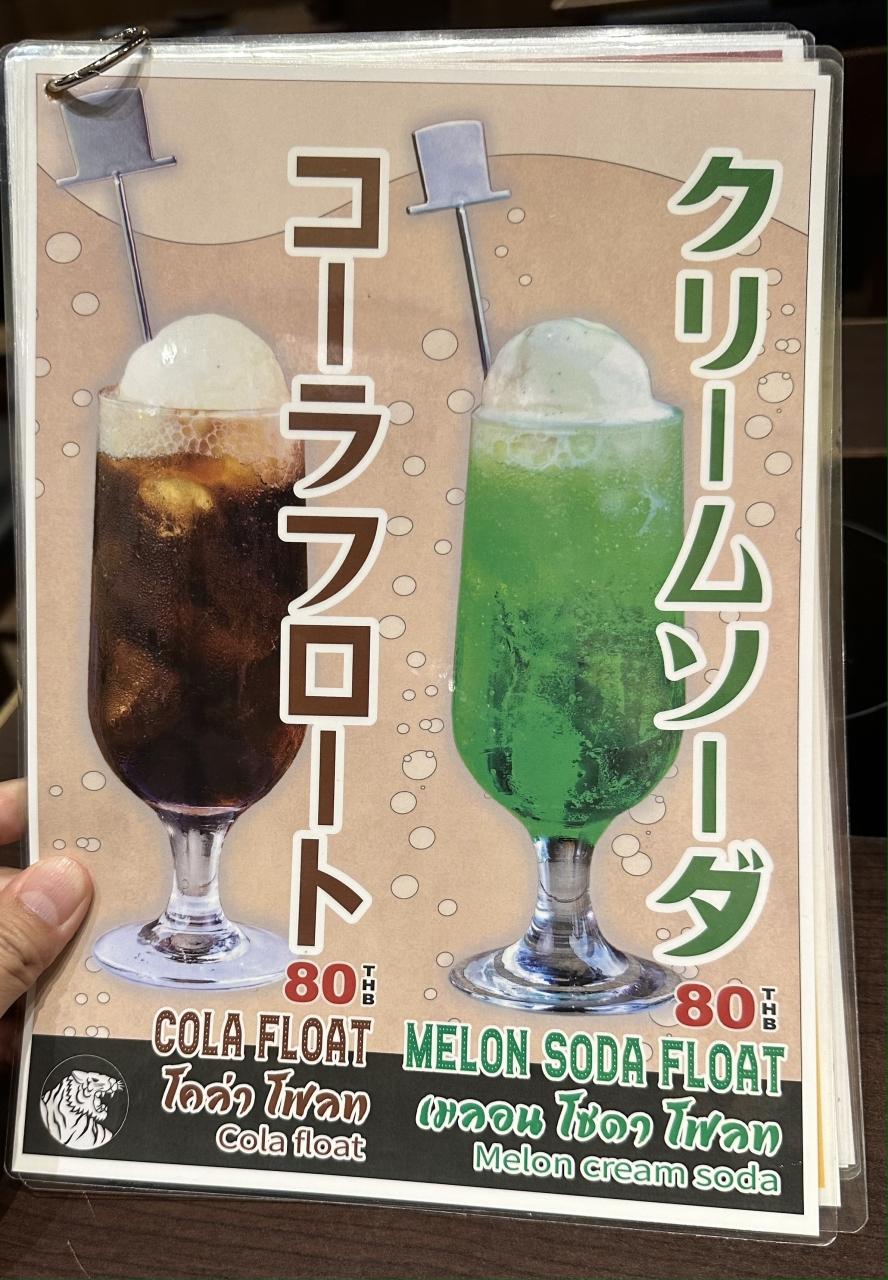 コーラフロート
80 THB
COLA FLOAT
โคล่า โฟลท
Cola float
クリームソーダ
80 THB
MELON SODA FLOAT
เมลอน โซดา โฟลท
Melon cream soda